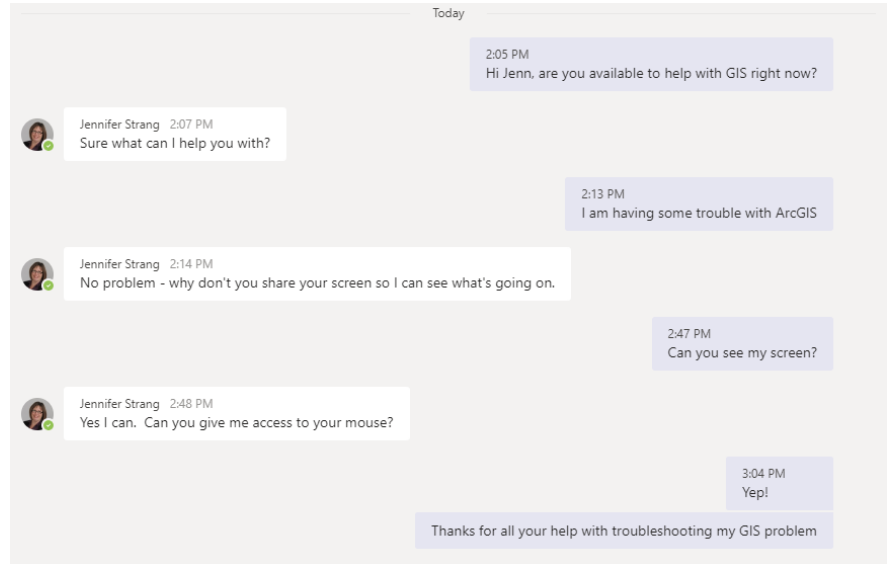 Today
2:05 PM
Hi Jenn, are you available to help with GIS right now?
Jennifer Strang 2:07 PM
Sure what can I help you with?
2:13 PM
I am having some trouble with ArcGIS
Jennifer Strang 2:14 PM
No problem - why don't you share your screen so I can see what's going on.
2:47 PM
Can you see my screen?
Jennifer Strang 2:48 PM
Yes I can.  Can you give me access to your mouse?
3:04 PM
Yep!
Thanks for all your help with troubleshooting my GIS problem